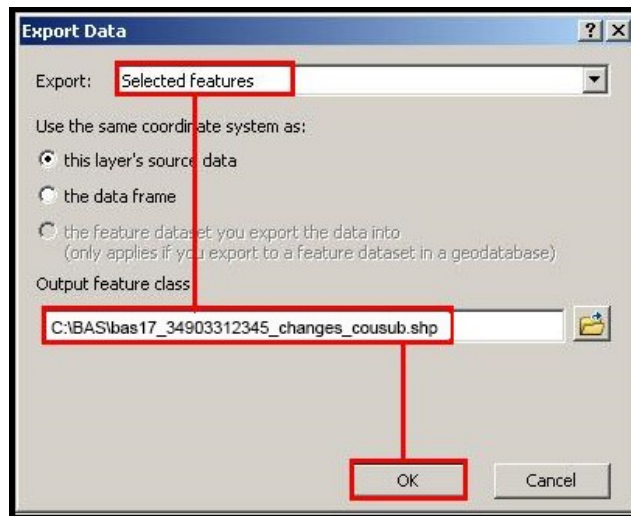 Export Data
Export: Selected features
Use the same coordinate system as:
this layer's source data
the data frame
the feature dataset you export the data into
(only applies if you export to a feature dataset in a geodatabase)
Output feature class
C:\BAS\bas17_34903312345_changes_cousub.shp
OK Cancel